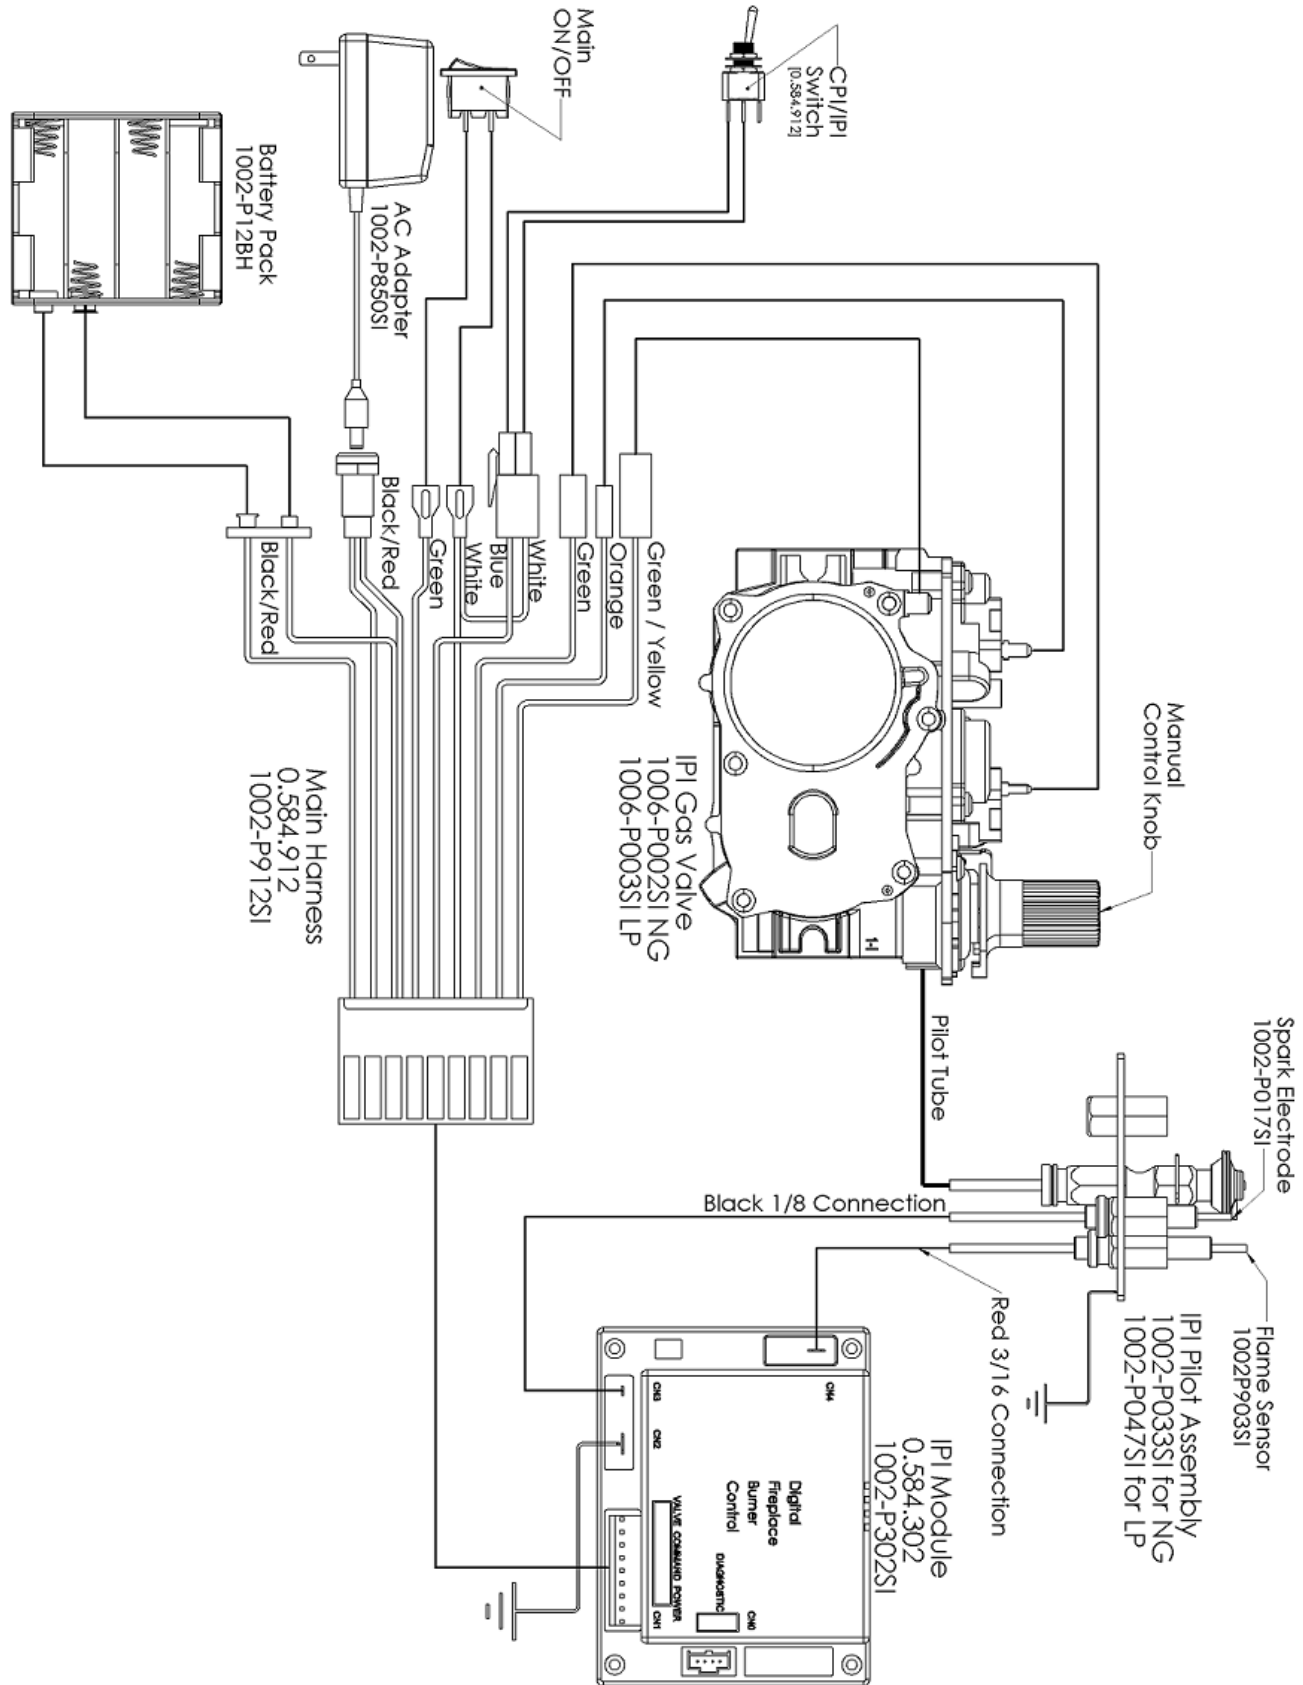 Main
ON/OFF
CPI/IPI
Switch
[0.584.912]
AC Adapter
1002-P850SI
Battery Pack
1002-P12BH
Black/Red
Black/Red
Green
White
Blue
White
Green
Orange
Green / Yellow
Main Harness
0.584.912
1002-P912SI
IPI Gas Valve
1006-P002SI NG
1006-P003SI LP
Manual
Control Knob
Pilot Tube
Spark Electrode
1002-P017SI
Black 1/8 Connection
Flame Sensor
1002P903SI
IPI Pilot Assembly
1002-P033SI for NG
1002-P047SI for LP
Red 3/16 Connection
IPI Module
0.584.302
1002-P302SI
CN4
CN3
CN2
Digital
Fireplace
Burner
Control
VALVE COMMAND POWER
DIAGNOSTIC
CN1
CN0